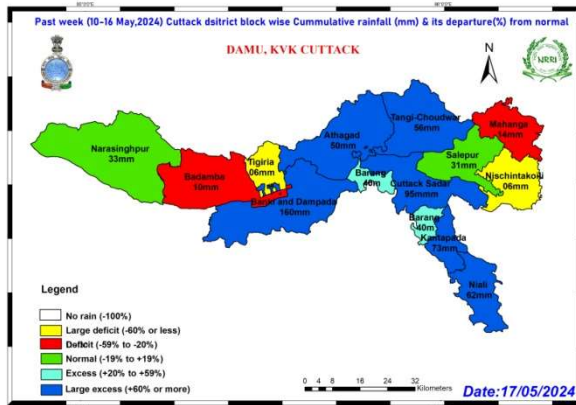 Past week (10-16 May,2024) Cuttack dsitrict block wise Cummulative rainfall (mm) & its departure(%) from normal
DAMU, KVK CUTTACK
N
NRRI
Mahanga
14mm
Tangi-Choudwar
56mm
Athagad
50mm
Narasinghpur
33mm
Salepur
31mm
Tigiria
06mm
Badamba
10mm
Barang
40m
Nischintakoili
06mm
Cuttack Sadar
95mmm
Banki and Dampada
160mm
Barang
40m
Kantapada
73mm
Niali
62mm
Legend
No rain (-100%)
Large deficit (-60% or less)
Deficit (-59% to -20%)
Normal (-19% to +19%)
Excess (+20% to +59%)
Large excess (+60% or more)
0 4 8 16 24 32
Kilometers
Date:17/05/2024